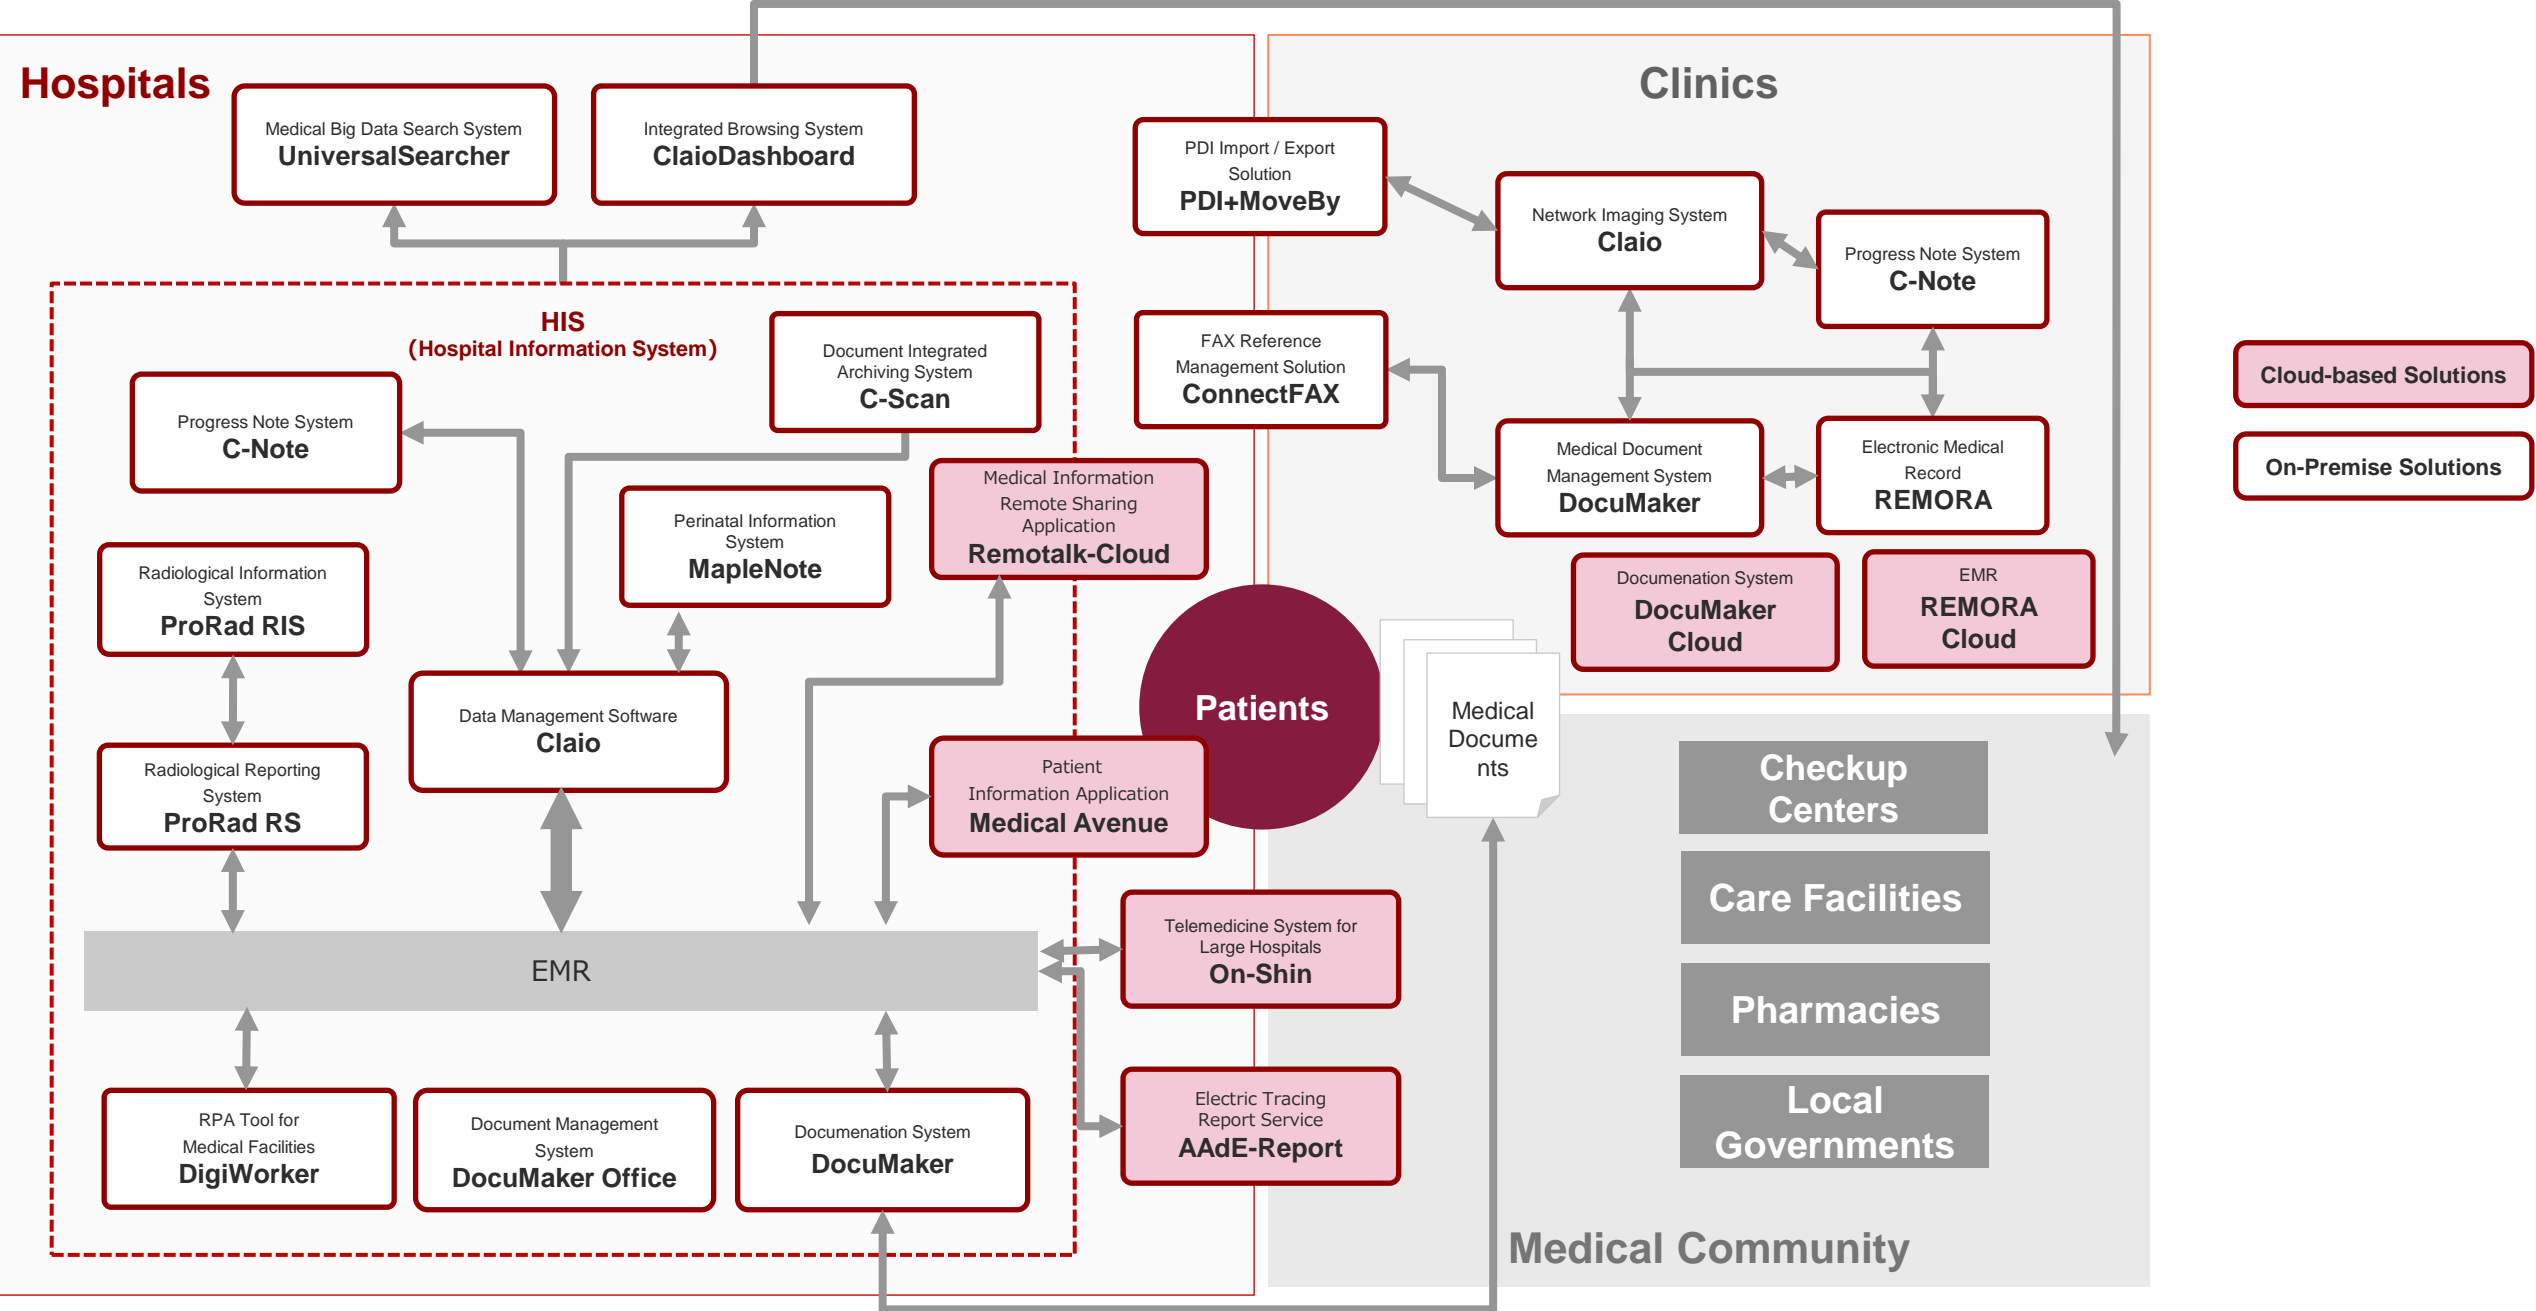 Hospitals
Medical Big Data Search System
UniversalSearcher
Integrated Browsing System
ClaioDashboard
HIS
（Hospital Information System）
Document Integrated
Archiving System
C-Scan
Progress Note System
C-Note
Perinatal Information
System
MapleNote
Medical Information
Remote Sharing
Application
Remotalk-Cloud
Radiological Information
System
ProRad RIS
Data Management Software
Claio
Radiological Reporting
System
ProRad RS
Patient
Information Application
Medical Avenue
EMR
Telemedicine System for
Large Hospitals
On-Shin
Electric Tracing
Report Service
AAdE-Report
RPA Tool for
Medical Facilities
DigiWorker
Document Management
System
DocuMaker Office
Documenation System
DocuMaker
Patients
Medical
Docume
nts
Clinics
PDI Import / Export
Solution
PDI+MoveBy
Network Imaging System
Claio
Progress Note System
C-Note
FAX Reference
Management Solution
ConnectFAX
Medical Document
Management System
DocuMaker
Electronic Medical
Record
REMORA
Documenation System
DocuMaker
Cloud
EMR
REMORA
Cloud
Checkup
Centers
Care Facilities
Pharmacies
Local
Governments
Medical Community
Cloud-based Solutions
On-Premise Solutions